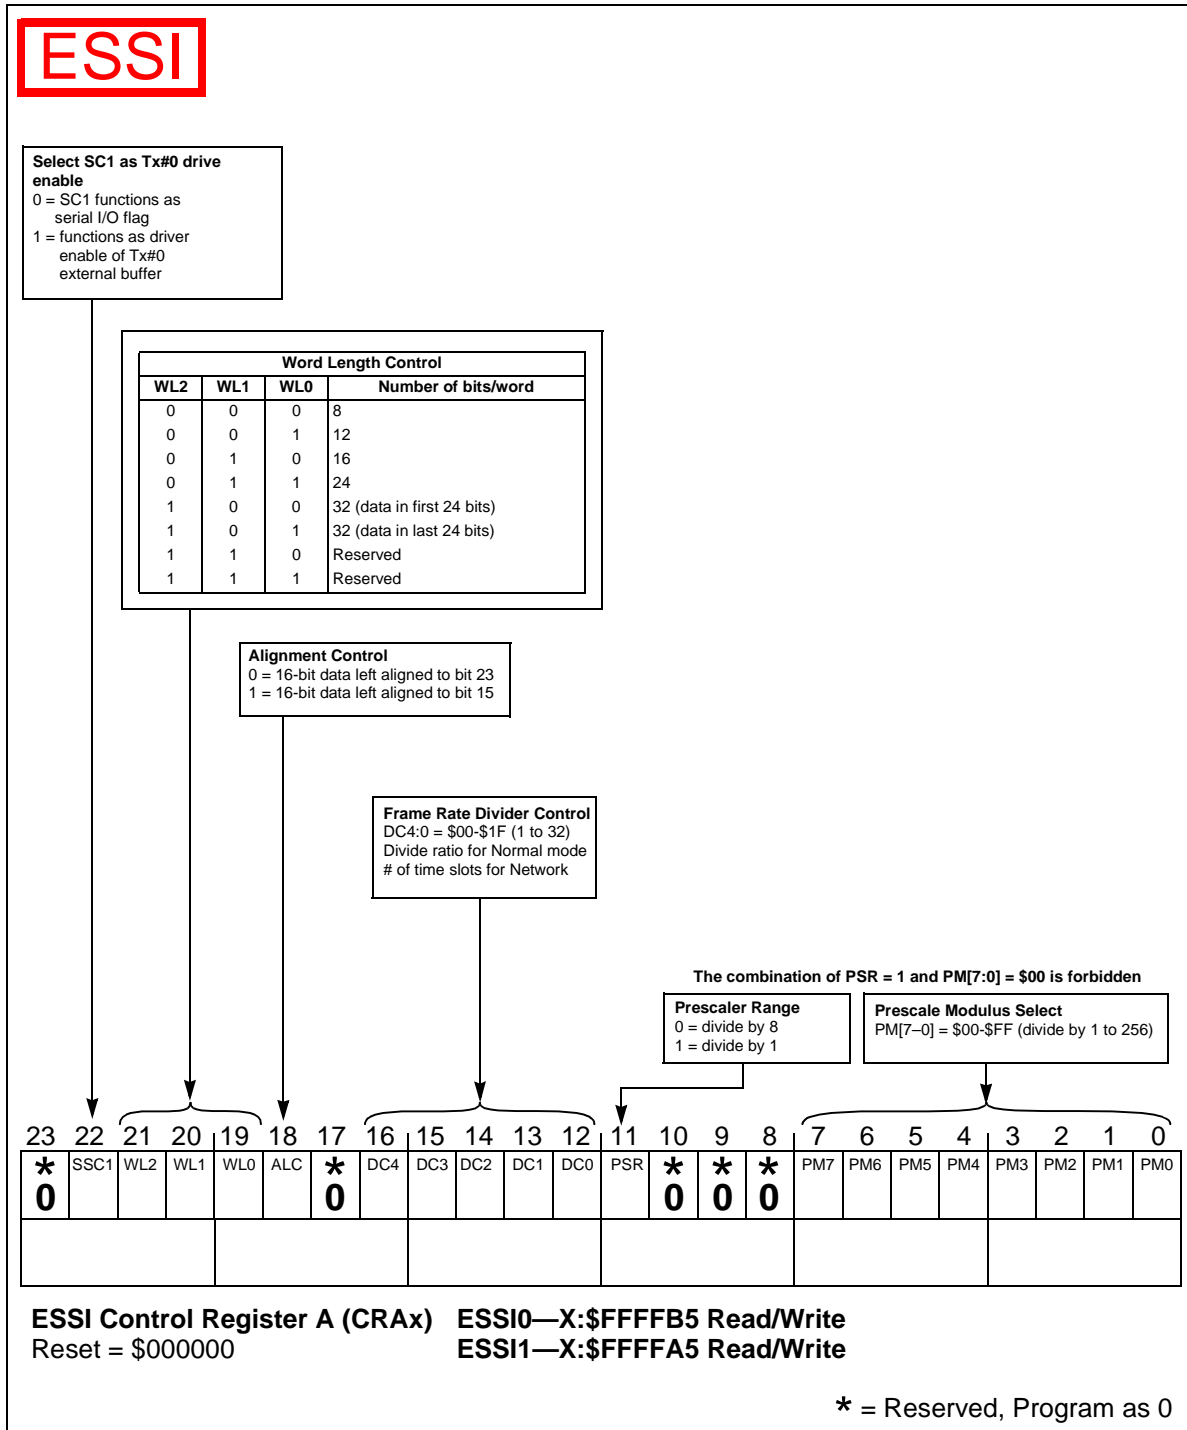 ESSI
Select SC1 as Tx#0 drive
enable
0 = SC1 functions as
serial I/O flag
1 = functions as driver
enable of Tx#0
external buffer
Word Length Control
WL2 WL1 WL0 Number of bits/word
0 0 0 8
0 0 1 12
0 1 0 16
0 1 1 24
1 0 0 32 (data in first 24 bits)
1 0 1 32 (data in last 24 bits)
1 1 0 Reserved
1 1 1 Reserved
Alignment Control
0 = 16-bit data left aligned to bit 23
1 = 16-bit data left aligned to bit 15
Frame Rate Divider Control
DC4:0 = $00-$1F (1 to 32)
Divide ratio for Normal mode
# of time slots for Network
The combination of PSR = 1 and PM[7:0] = $00 is forbidden
Prescaler Range
0 = divide by 8
1 = divide by 1
Prescale Modulus Select
PM[7–0] = $00-$FF (divide by 1 to 256)
23 22 21 20 19 18 17 16 15 14 13 12 11 10 9 8 7 6 5 4 3 2 1 0
* SSC1 WL2 WL1 WL0 ALC * DC4 DC3 DC2 DC1 DC0 PSR * * * PM7 PM6 PM5 PM4 PM3 PM2 PM1 PM0
0 0 0 0 0
ESSI Control Register A (CRAx) ESSI0—X:$FFFFB5 Read/Write
Reset = $000000 ESSI1—X:$FFFFA5 Read/Write
* = Reserved, Program as 0